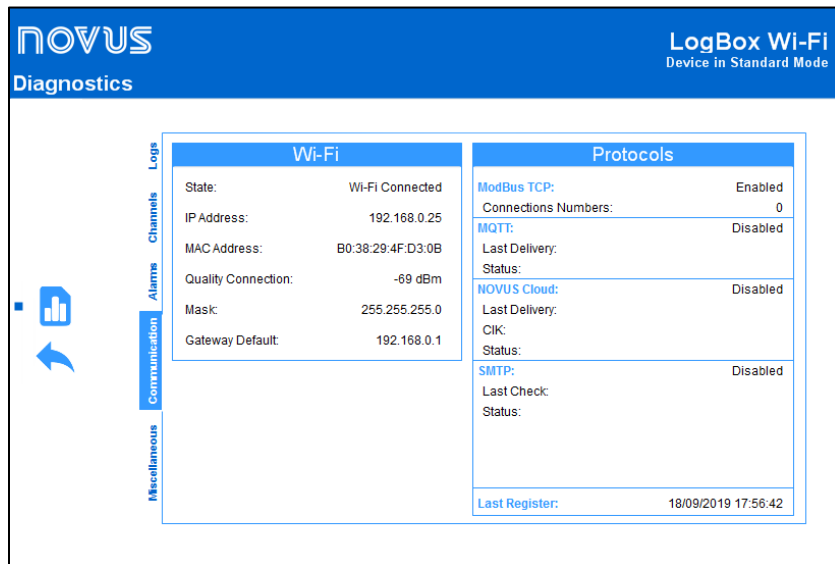 novus
LogBox Wi-Fi
Device in Standard Mode
Diagnostics
Logs
Channels
Alarms
Communication
Miscellaneous
Wi-Fi
State: Wi-Fi Connected
IP Address: 192.168.0.25
MAC Address: B0:38:29:4F:D3:0B
Quality Connection: -69 dBm
Mask: 255.255.255.0
Gateway Default: 192.168.0.1
Protocols
ModBus TCP: Enabled
Connections Numbers: 0
MQTT: Disabled
Last Delivery:
Status:
NOVUS Cloud: Disabled
Last Delivery:
CIK:
Status:
SMTP: Disabled
Last Check:
Status:
Last Register: 18/09/2019 17:56:42